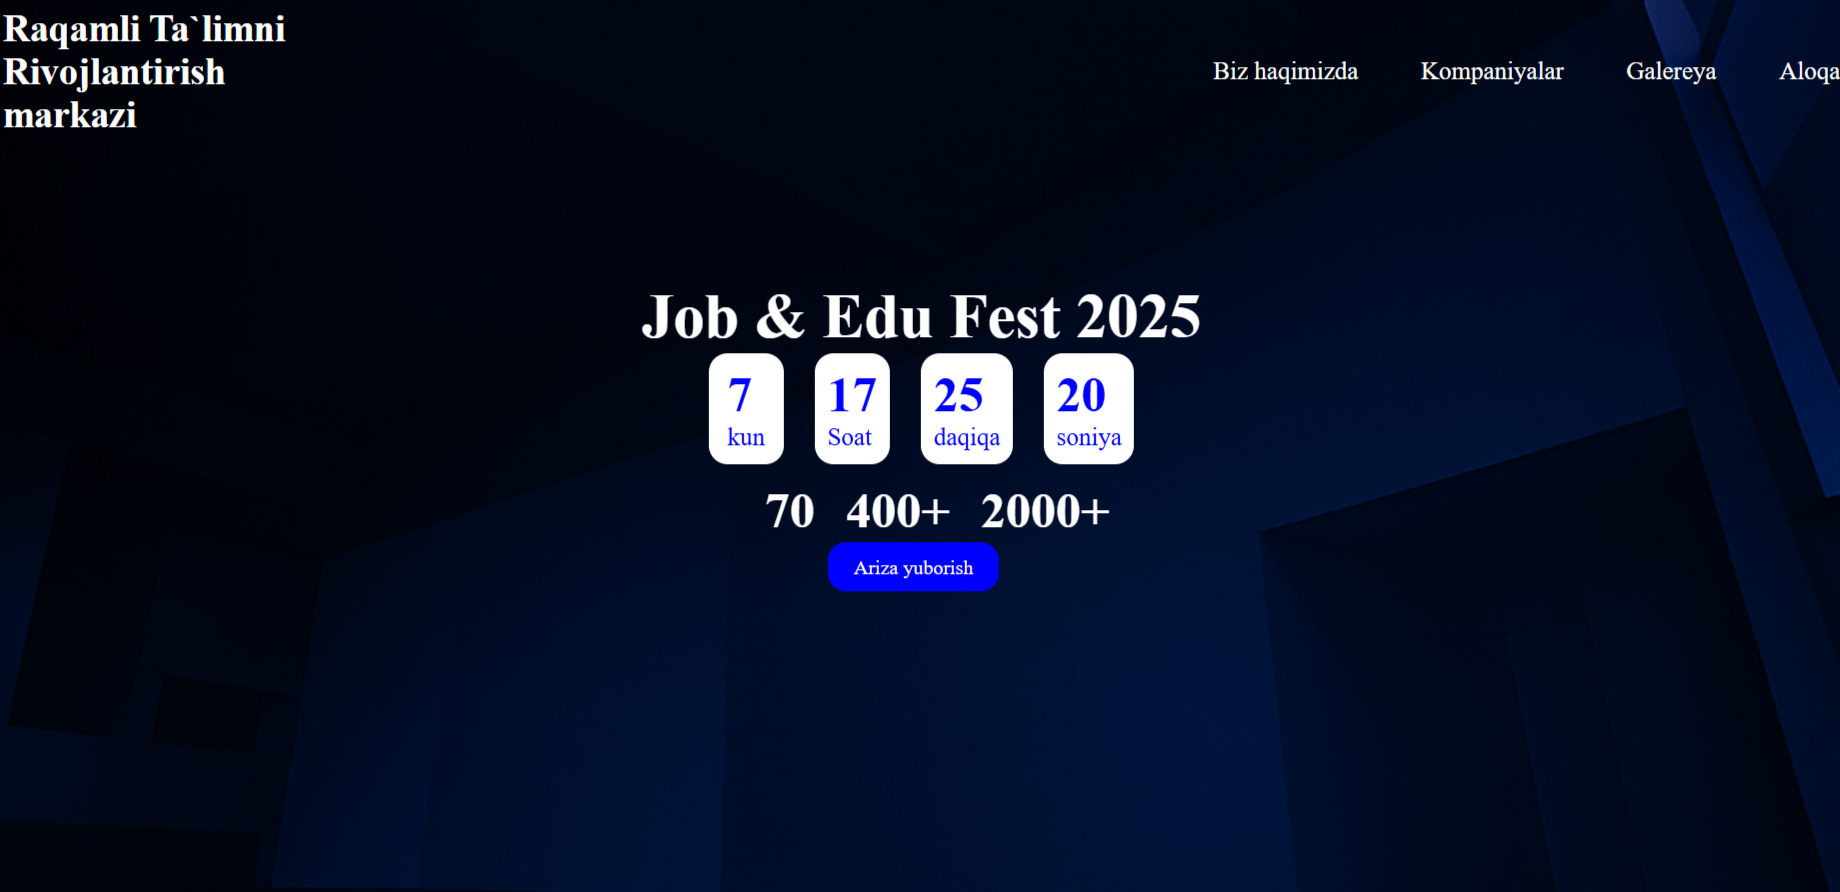 Raqamli Ta`limni
Rivojlantirish
markazi
Biz haqimizda Kompaniyalar Galereya Aloqa
Job & Edu Fest 2025
7 17 25 20
kun Soat daqiqa soniya
70 400+ 2000+
Ariza yuborish